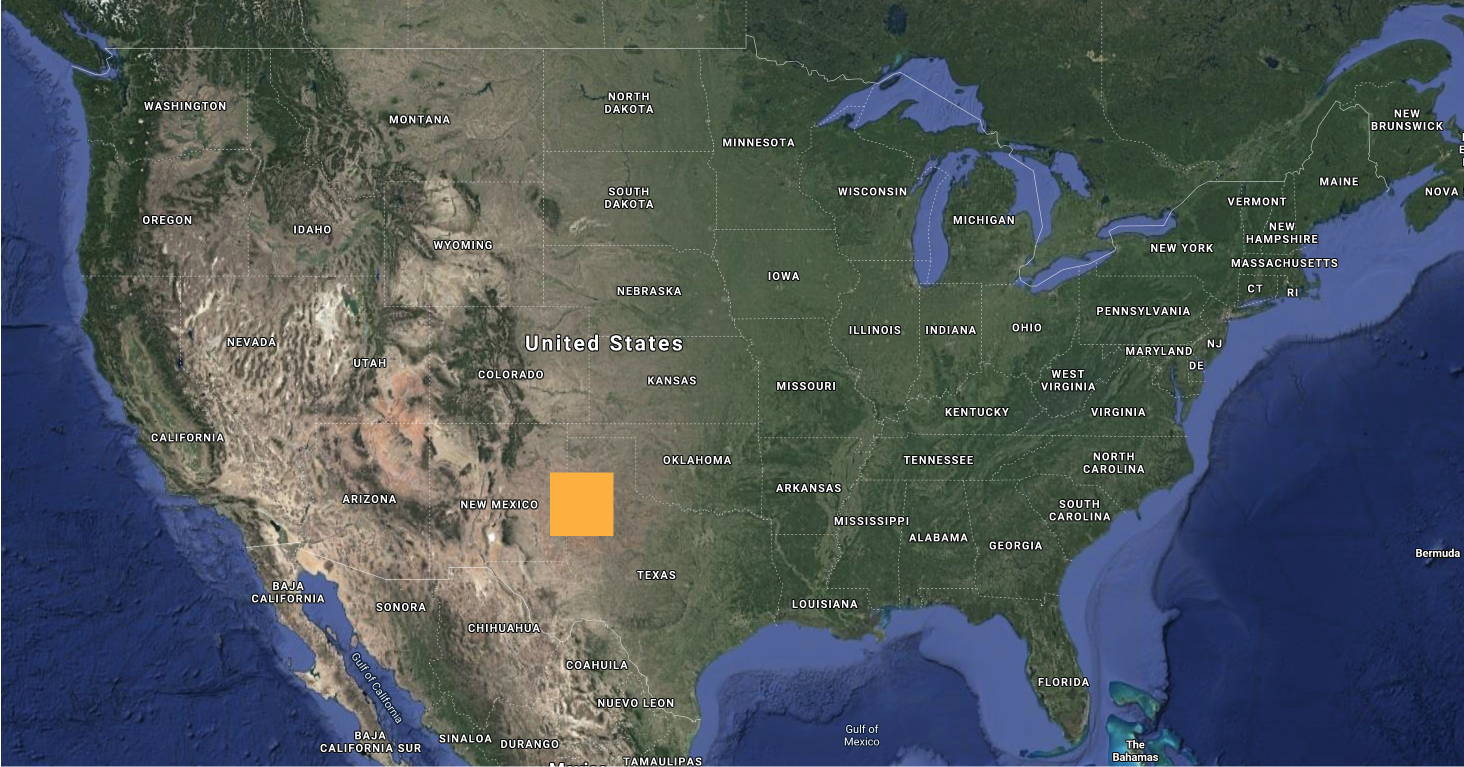 NORTH
DAKOTA
WASHINGTON
MONTANA
MINNESOTA
NEW
BRUNSWICK
SOUTH
DAKOTA
WISCONSIN
MICHIGAN
MAINE
NOVA
VERMONT
OREGON
IDAHO
WYOMING
NEW
HAMPSHIRE
NEW YORK
MASSACHUSETTS
IOWA
NEBRASKA
CT
RI
PENNSYLVANIA
ILLINOIS
INDIANA
OHIO
NEVADA
United States
NJ
MARYLAND
DE
UTAH
COLORADO
KANSAS
MISSOURI
WEST
VIRGINIA
KENTUCKY
VIRGINIA
CALIFORNIA
OKLAHOMA
TENNESSEE
NORTH
CAROLINA
ARKANSAS
ARIZONA
NEW MEXICO
SOUTH
CAROLINA
MISSISSIPPI
ALABAMA
GEORGIA
Bermuda
TEXAS
BAJA
CALIFORNIA
SONORA
LOUISIANA
CHIHUAHUA
COAHUILA
Gulf of California
FLORIDA
NUEVO LEON
Gulf of
Mexico
BAJA
CALIFORNIA SUR
SINALOA
DURANGO
The
Bahamas
TAMAULIPAS
Mexico